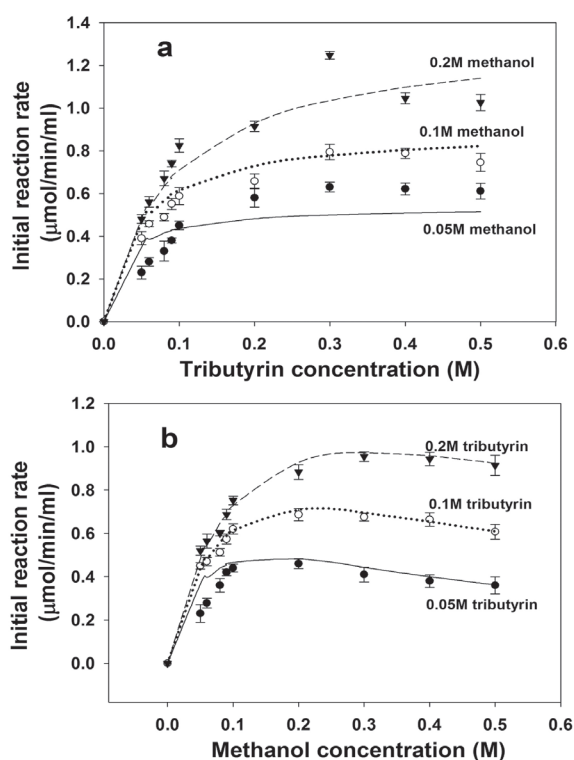 a
1.4
1.2
1.0
0.8
0.6
0.4
0.2
0.0
Initial reaction rate
(μmol/min/ml)
0.2M methanol
0.1M methanol
0.05M methanol
0.0 0.1 0.2 0.3 0.4 0.5 0.6
Tributyrin concentration (M)
b
1.2
1.0
0.8
0.6
0.4
0.2
0.0
Initial reaction rate
(μmol/min/ml)
0.2M tributyrin
0.1M tributyrin
0.05M tributyrin
0.0 0.1 0.2 0.3 0.4 0.5 0.6
Methanol concentration (M)